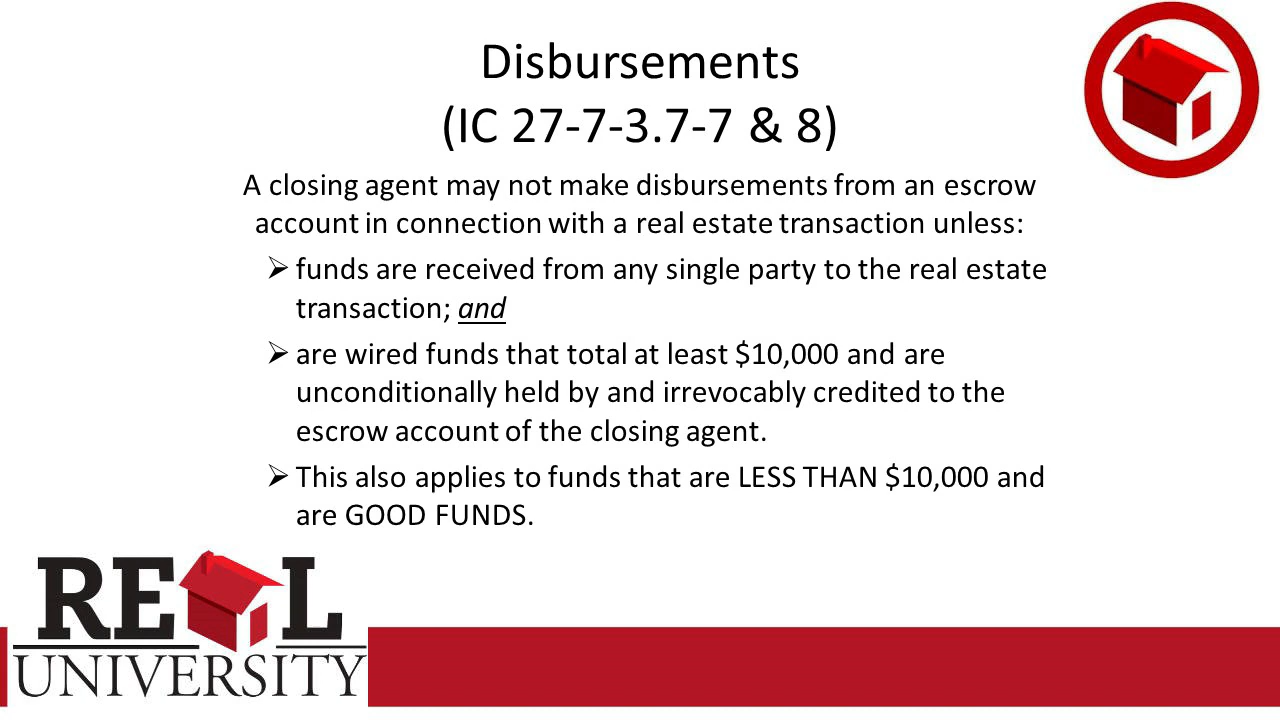 Disbursements
(IC 27-7-3.7-7 & 8)
A closing agent may not make disbursements from an escrow
account in connection with a real estate transaction unless:
➢ funds are received from any single party to the real estate
transaction; and
➢ are wired funds that total at least $10,000 and are
unconditionally held by and irrevocably credited to the
escrow account of the closing agent.
➢ This also applies to funds that are LESS THAN $10,000 and
are GOOD FUNDS.
REAL
UNIVERSITY